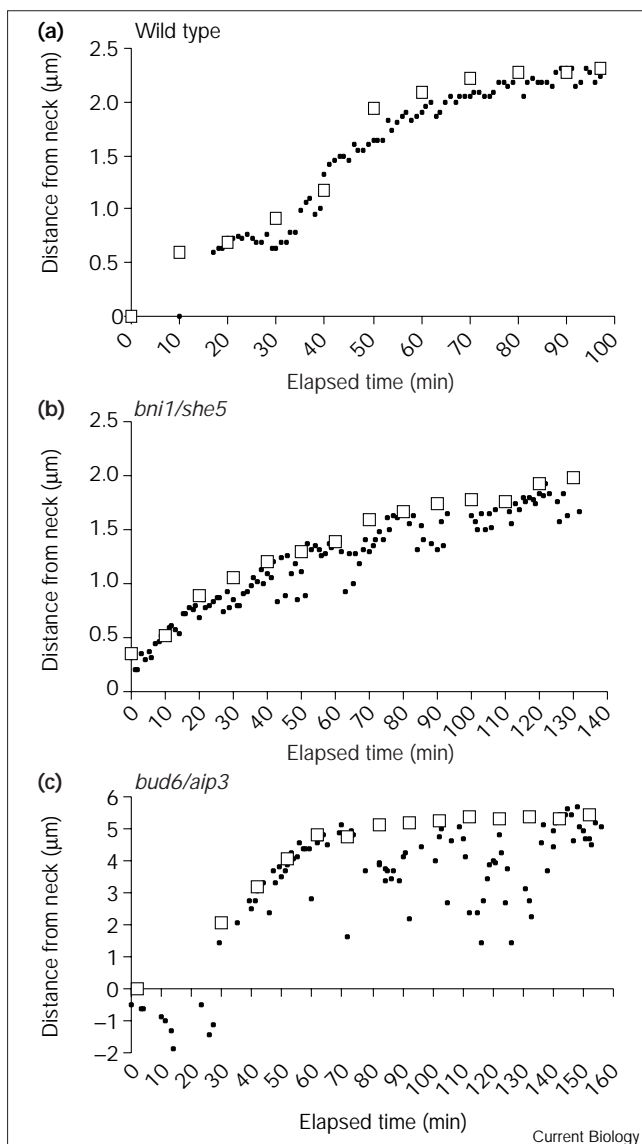 (a) Wild type
Distance from neck (μm)
2.5
2.0
1.5
1.0
0.5
0
0 10 20 30 40 50 60 70 80 90 100
Elapsed time (min)
(b) bni1/she5
Distance from neck (μm)
2.5
2.0
1.5
1.0
0.5
0
0 10 20 30 40 50 60 70 80 90 100 110 120 130 140
Elapsed time (min)
(c) bud6/aip3
Distance from neck (μm)
6
5
4
3
2
1
0
−1
−2
0 10 20 30 40 50 60 70 80 90 100 110 120 130 140 150 160
Elapsed time (min)
Current Biology